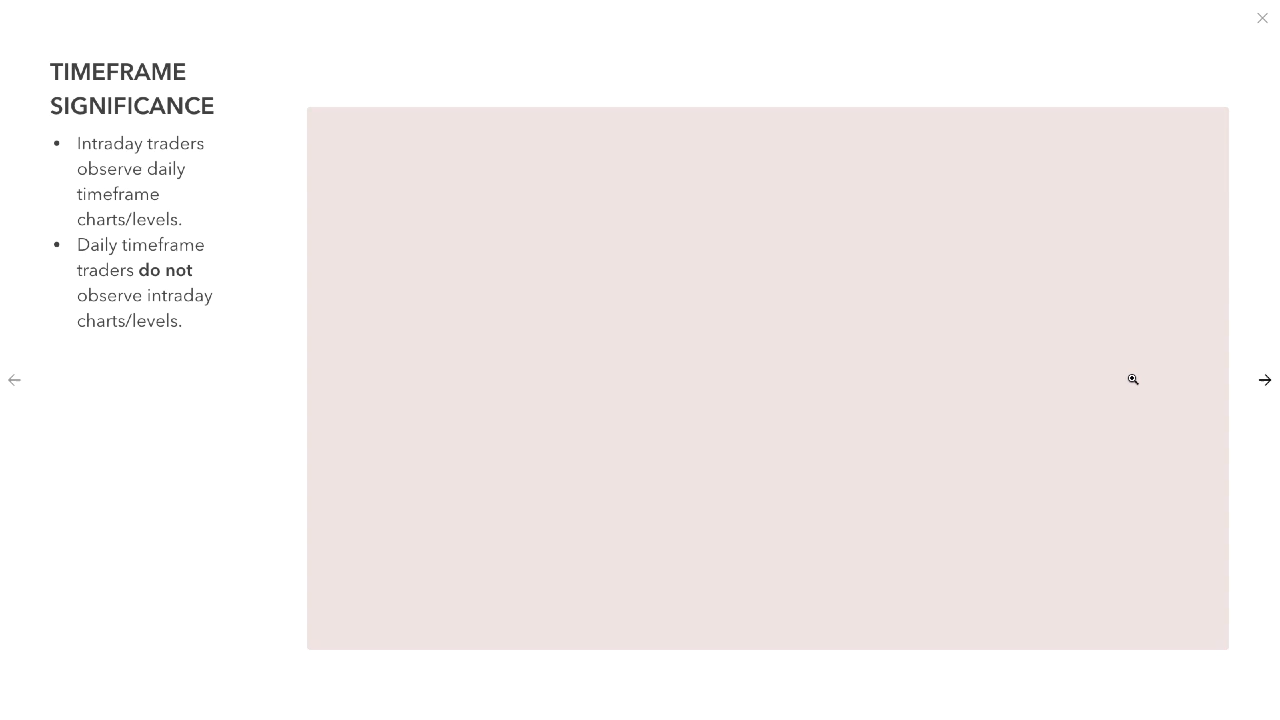 TIMEFRAME
SIGNIFICANCE
• Intraday traders
observe daily
timeframe
charts/levels.
• Daily timeframe
traders do not
observe intraday
charts/levels.